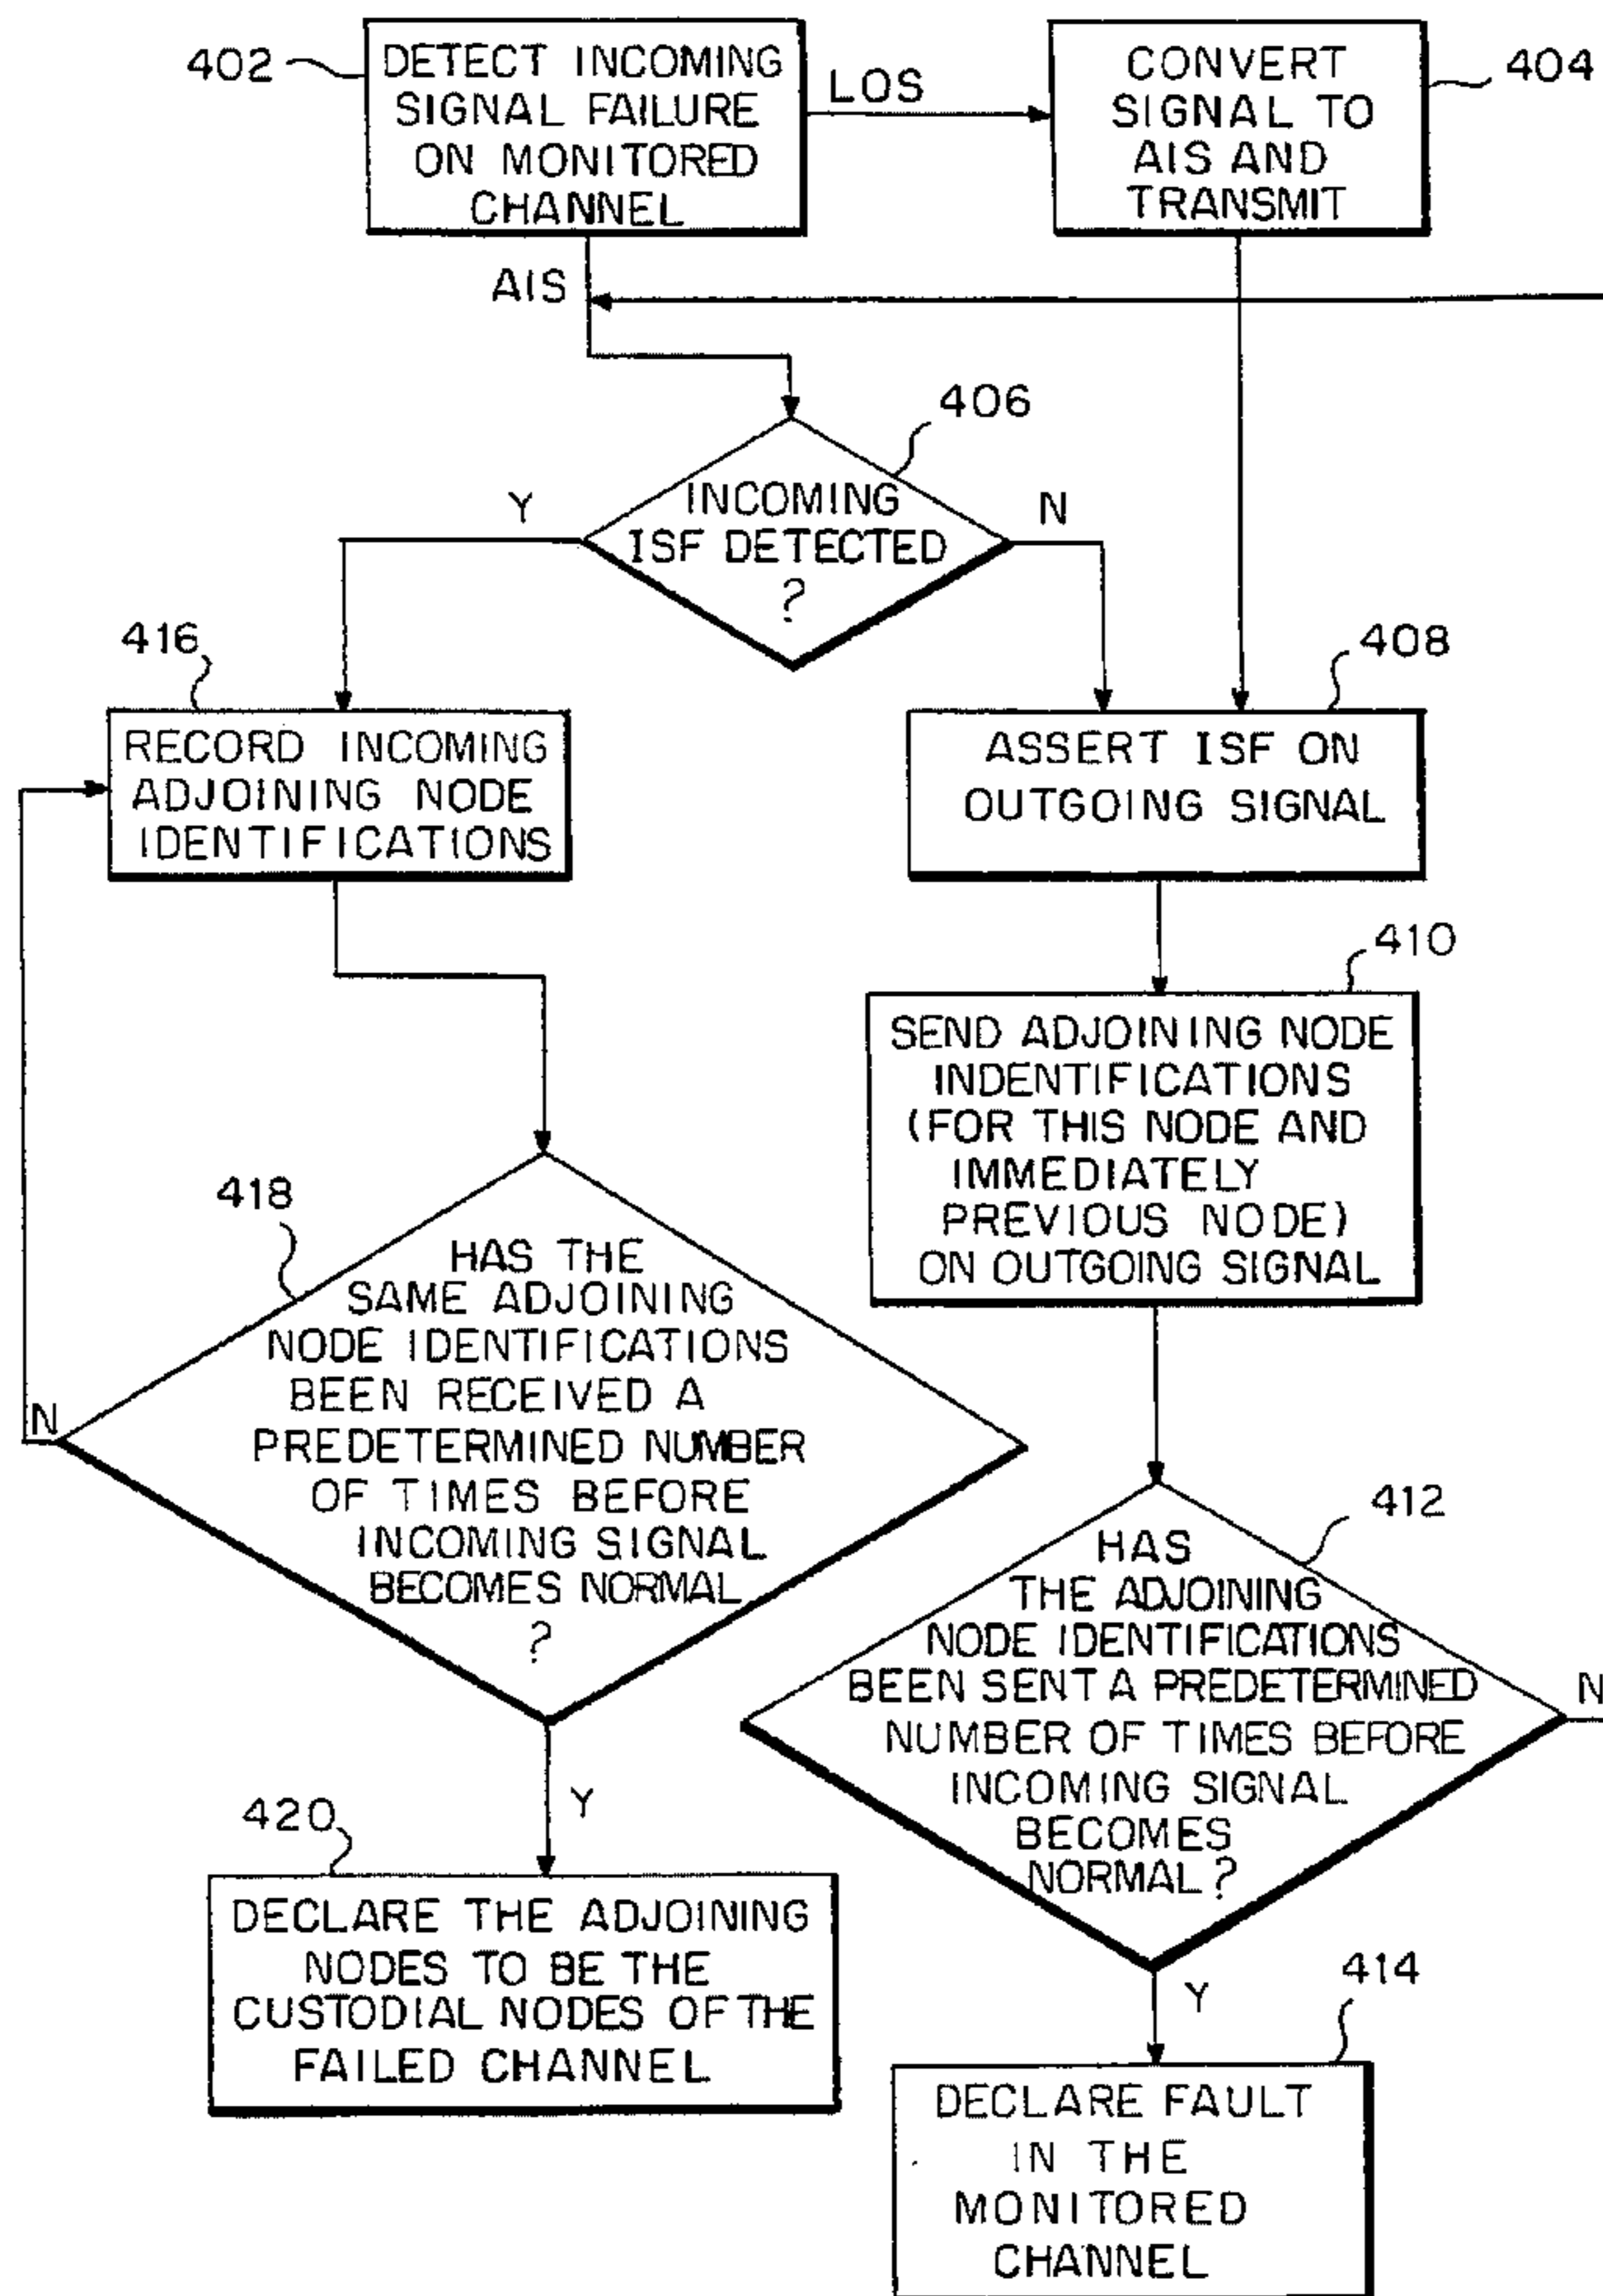 402
DETECT INCOMING
SIGNAL FAILURE
ON MONITORED
CHANNEL
LOS
CONVERT
SIGNAL TO
AIS AND
TRANSMIT
404
AIS
406
INCOMING
ISF DETECTED
?
Y
N
416
RECORD INCOMING
ADJOINING NODE
IDENTIFICATIONS
408
ASSERT ISF ON
OUTGOING SIGNAL
410
SEND ADJOINING NODE
INDENTIFICATIONS
(FOR THIS NODE AND
IMMEDIATELY
PREVIOUS NODE)
ON OUTGOING SIGNAL
418
HAS THE
SAME ADJOINING
NODE IDENTIFICATIONS
BEEN RECEIVED A
PREDETERMINED NUMBER
OF TIMES BEFORE
INCOMING SIGNAL
BECOMES NORMAL
?
N
Y
412
HAS
THE ADJOINING
NODE IDENTIFICATIONS
BEEN SENT A PREDETERMINED
NUMBER OF TIMES BEFORE
INCOMING SIGNAL
BECOMES
NORMAL?
N
Y
420
DECLARE THE ADJOINING
NODES TO BE THE
CUSTODIAL NODES OF THE
FAILED CHANNEL
414
DECLARE FAULT
IN THE
MONITORED
CHANNEL